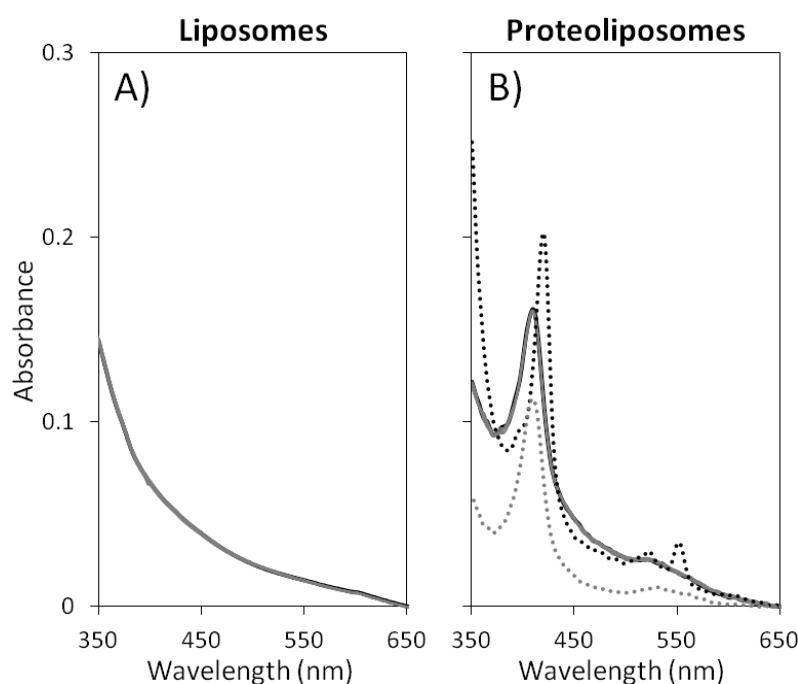 Liposomes
Proteoliposomes
0.3
0.2
0.1
0
Absorbance
A)
B)
350
450
550
650
350
450
550
650
Wavelength (nm)
Wavelength (nm)